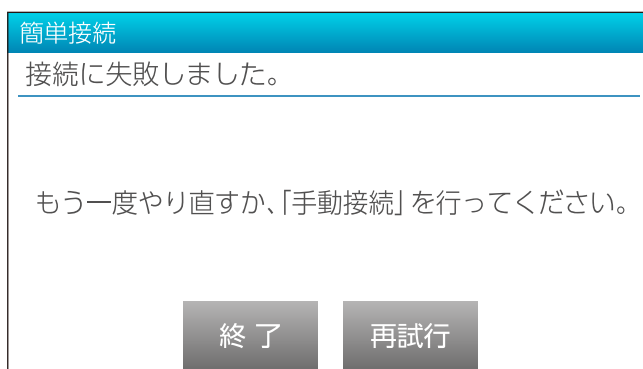 簡単接続
接続に失敗しました。
もう一度やり直すか、「手動接続」を行ってください。
終 了
再試行